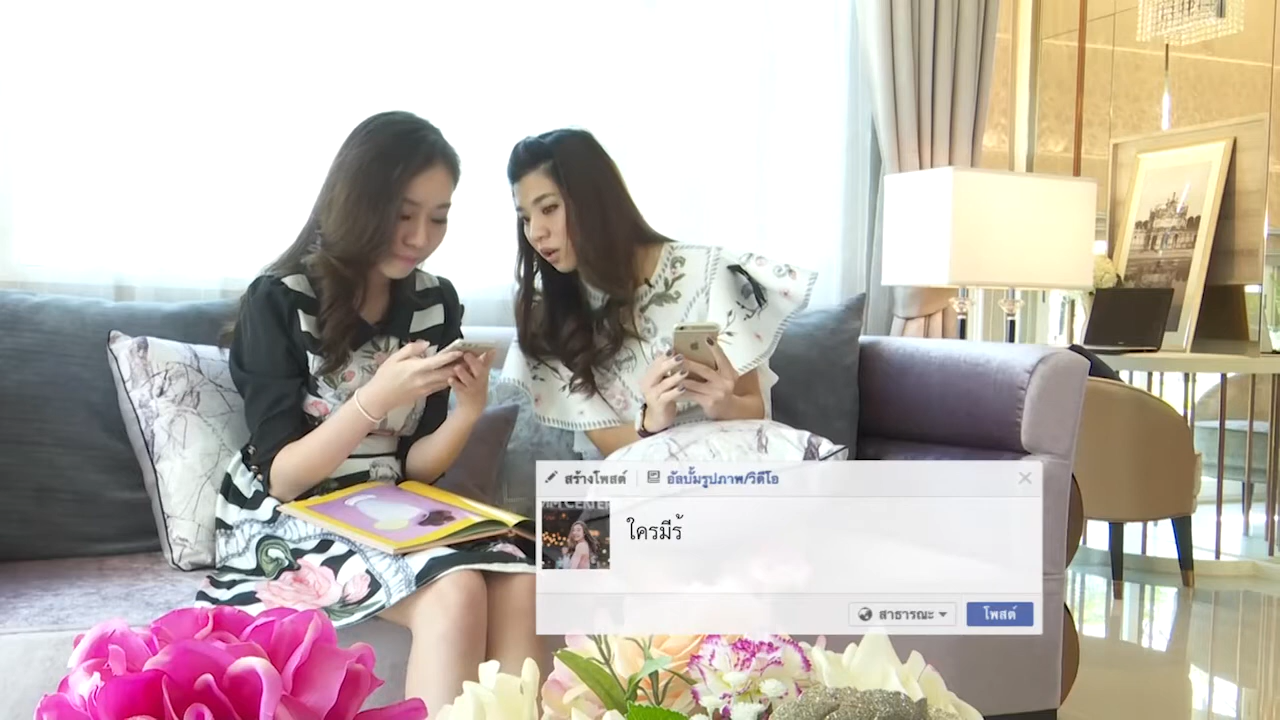 สร้างโพสต์ อัลบั้มรูปภาพ/วิดีโอ
ใครมีร้
สาธารณะ โพสต์